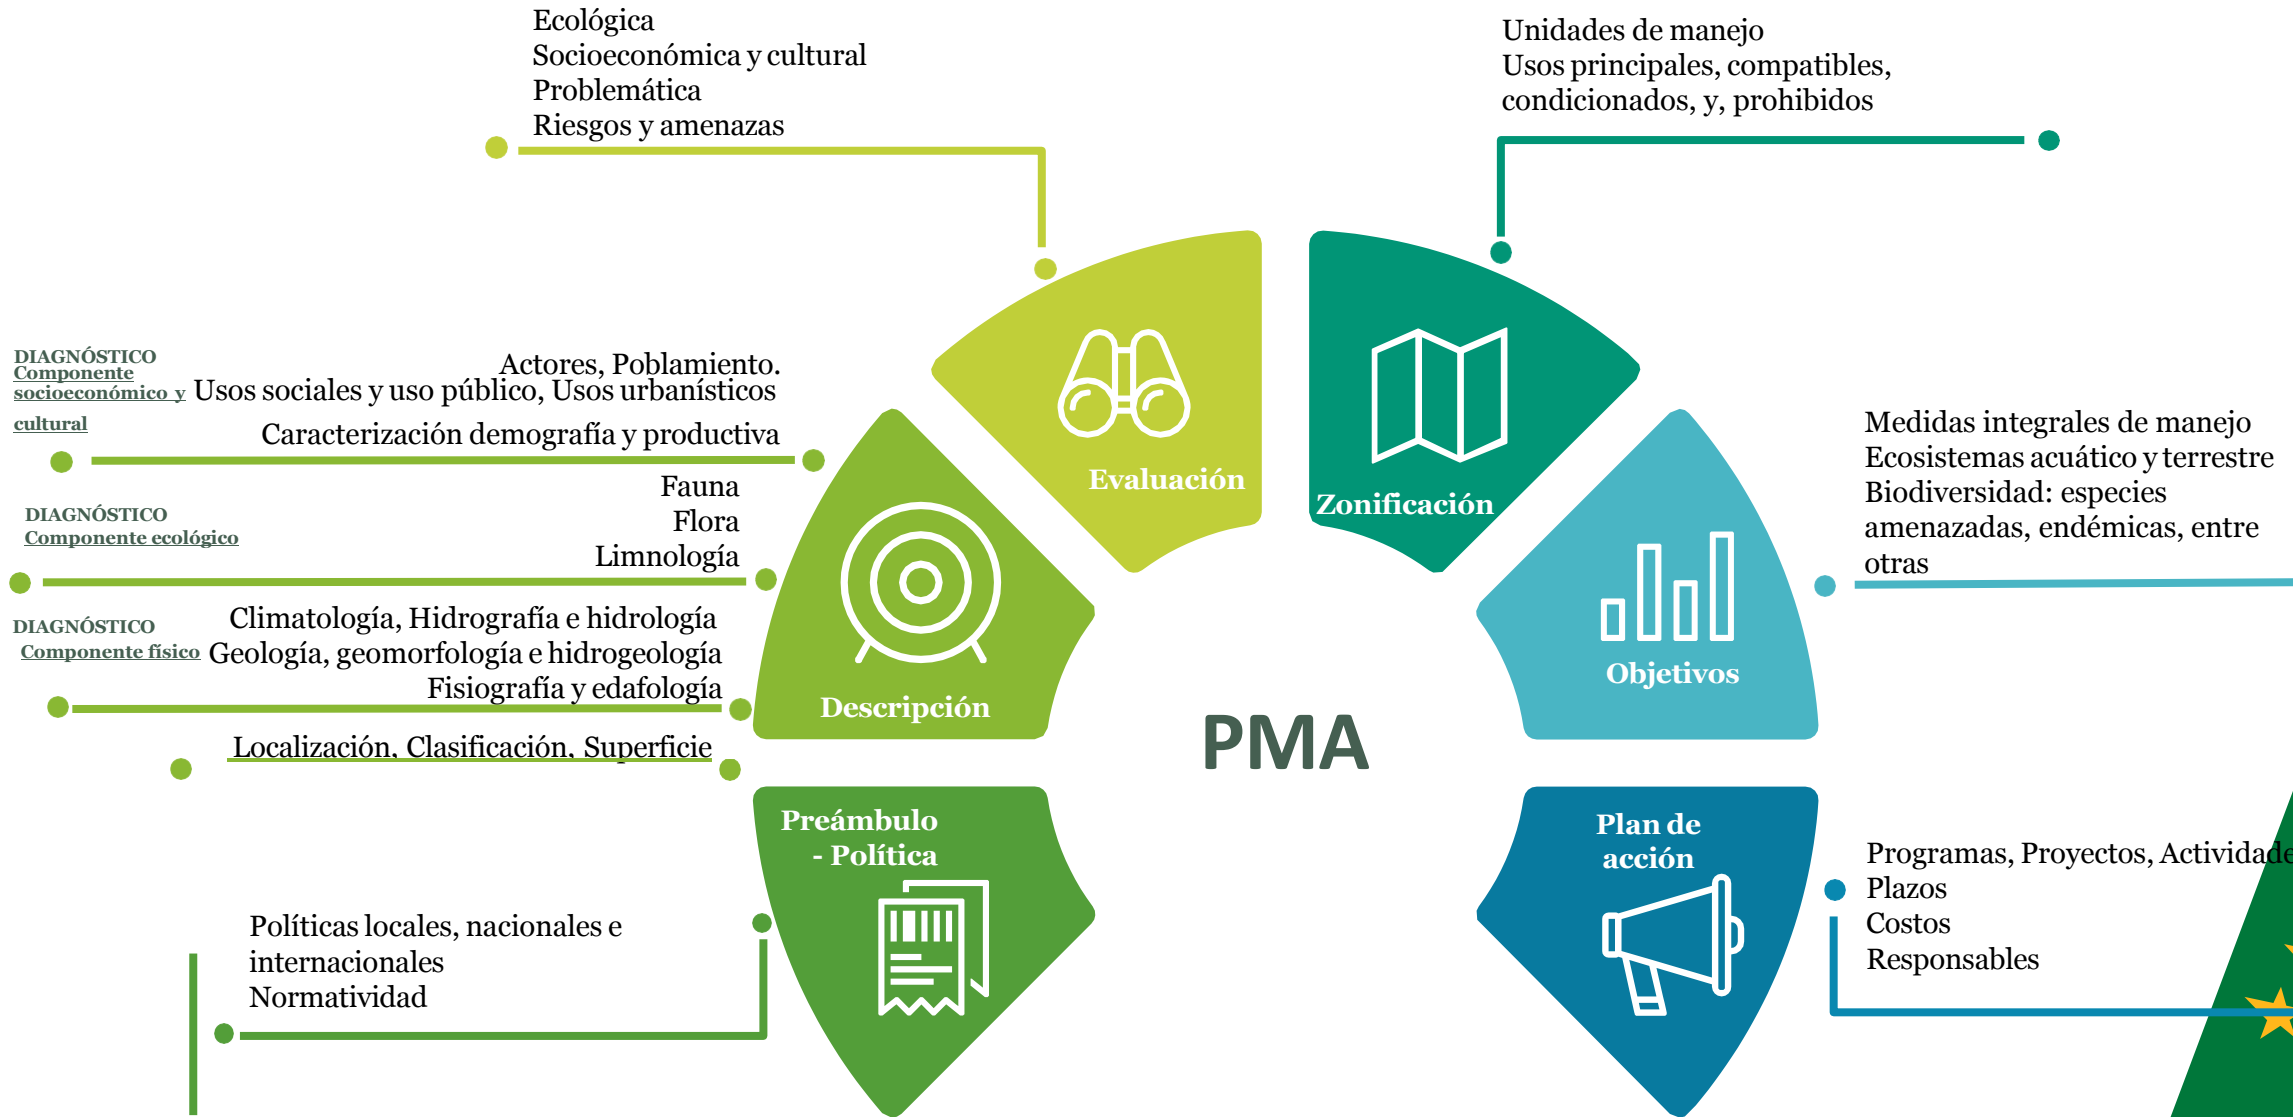 Ecológica
Socioeconómica y cultural
Problemática
Riesgos y amenazas
Unidades de manejo
Usos principales, compatibles,
condicionados, y, prohibidos
DIAGNÓSTICO
Componente
socioeconómico y
cultural
Actores, Poblamiento.
Usos sociales y uso público, Usos urbanísticos
Caracterización demografía y productiva
DIAGNÓSTICO
Componente ecológico
Fauna
Flora
Limnología
DIAGNÓSTICO
Componente físico
Climatología, Hidrografía e hidrología
Geología, geomorfología e hidrogeología
Fisiografía y edafología
Localización, Clasificación, Superficie
Evaluación
Zonificación
Descripción
Objetivos
Medidas integrales de manejo
Ecosistemas acuático y terrestre
Biodiversidad: especies
amenazadas, endémicas, entre
otras
PMA
Preámbulo
- Política
Políticas locales, nacionales e
internacionales
Normatividad
Plan de
acción
Programas, Proyectos, Actividade
Plazos
Costos
Responsables